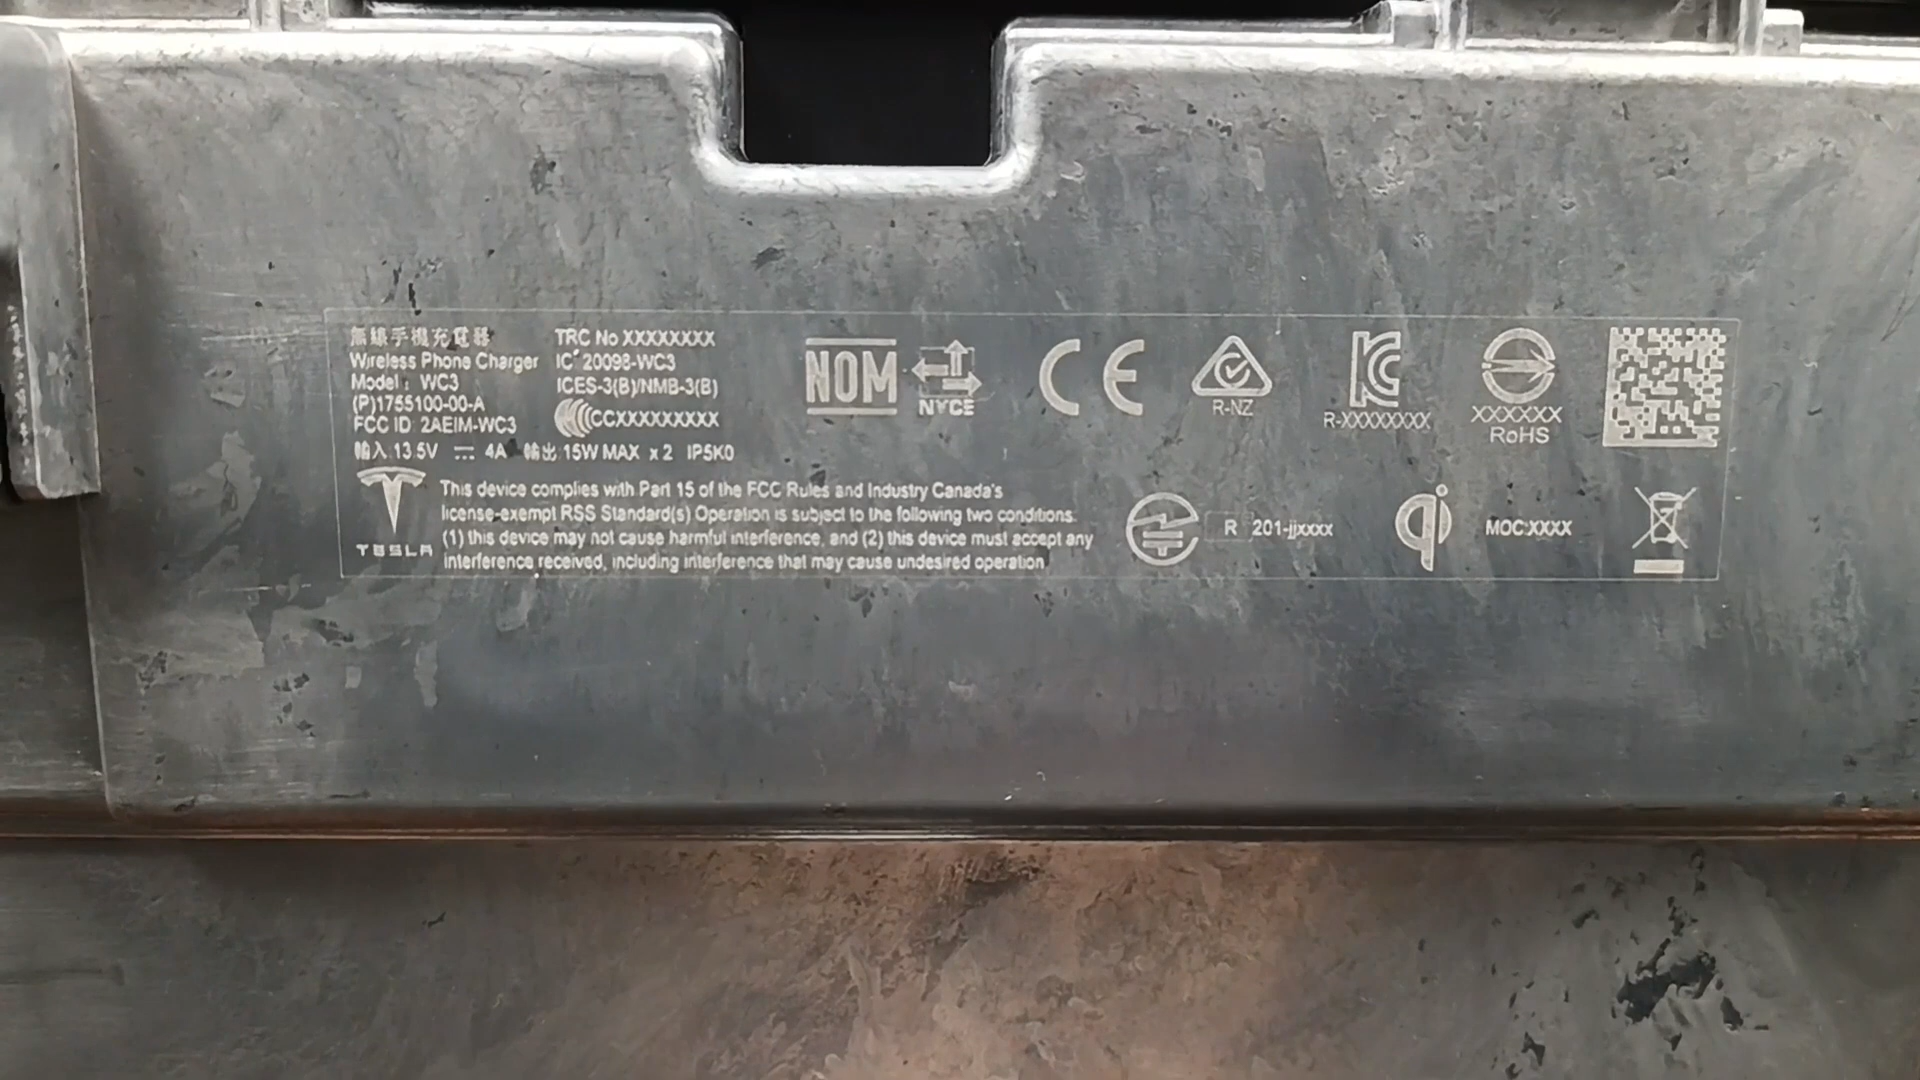 無線手機充電器
Wireless Phone Charger
Model: WC3
(P)1755100-00-A
FCC ID: 2AEIM-WC3
TRC No XXXXXXXX
IC: 20098-WC3
ICES-3(B)/NMB-3(B)
CCXXXXXXXXX
輸入 13.5V ⎓ 4A 輸出 15W MAX x 2 IP5K0
NOM
NYCE
CE
R-NZ
R-XXXXXXXX
XXXXXX
RoHS
TESLA
This device complies with Part 15 of the FCC Rules and Industry Canada's
license-exempt RSS Standard(s) Operation is subject to the following two conditions:
(1) this device may not cause harmful interference, and (2) this device must accept any
interference received, including interference that may cause undesired operation
R 201-jjxxxx
qi
MOC:XXXX